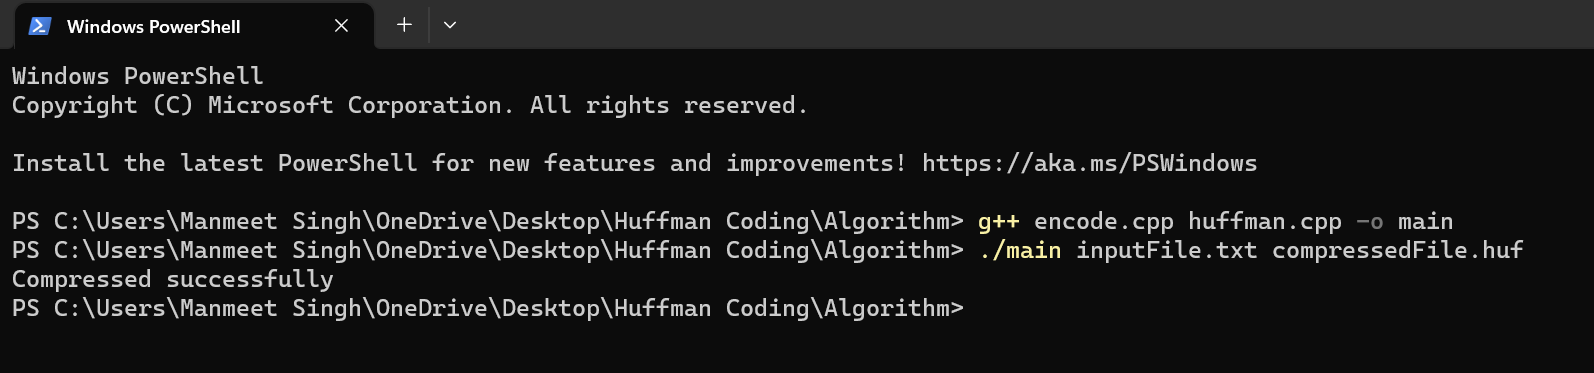 Windows PowerShell
Windows PowerShell
Copyright (C) Microsoft Corporation. All rights reserved.
Install the latest PowerShell for new features and improvements! https://aka.ms/PSWindows
PS C:\Users\Manmeet Singh\OneDrive\Desktop\Huffman Coding\Algorithm> g++ encode.cpp huffman.cpp -o main
PS C:\Users\Manmeet Singh\OneDrive\Desktop\Huffman Coding\Algorithm> ./main inputFile.txt compressedFile.huf
Compressed successfully
PS C:\Users\Manmeet Singh\OneDrive\Desktop\Huffman Coding\Algorithm>